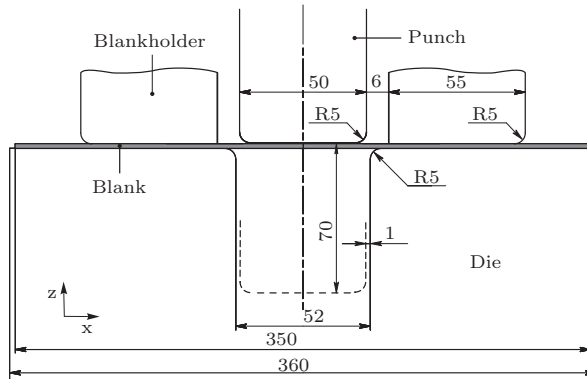 Blankholder
Punch
50
6
55
R5
R5
Blank
R5
70
1
Die
z
x
52
350
360